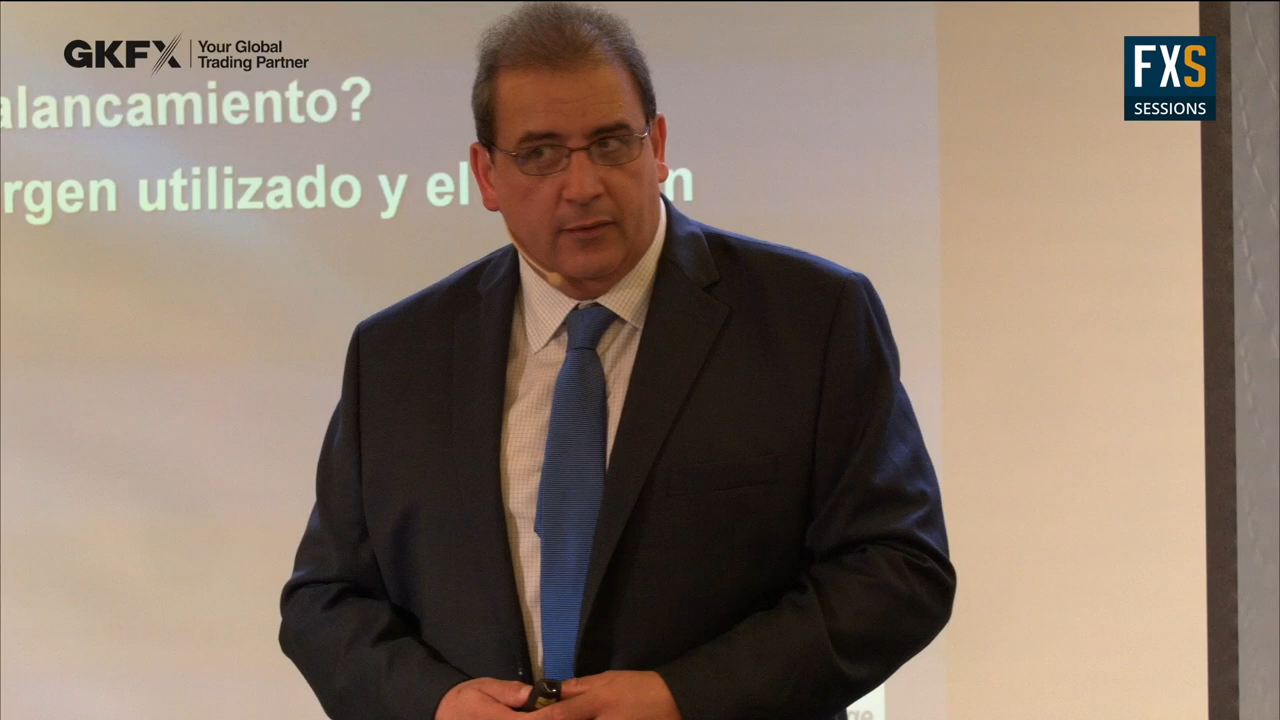 GKFX
Your Global
Trading Partner
FXS
SESSIONS
alancamiento?
rgen utilizado y el